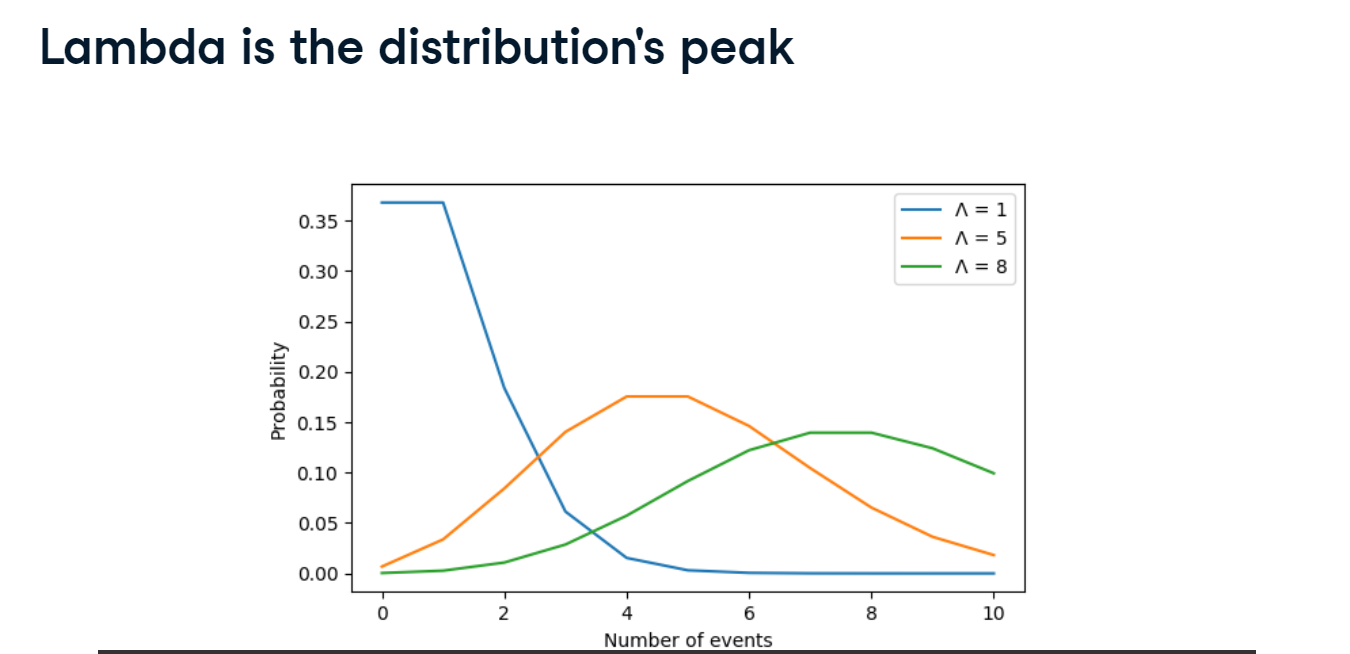 Lambda is the distribution's peak
Λ = 1
Λ = 5
Λ = 8
0.35
0.30
0.25
0.20
0.15
0.10
0.05
0.00
Probability
0 2 4 6 8 10
Number of events